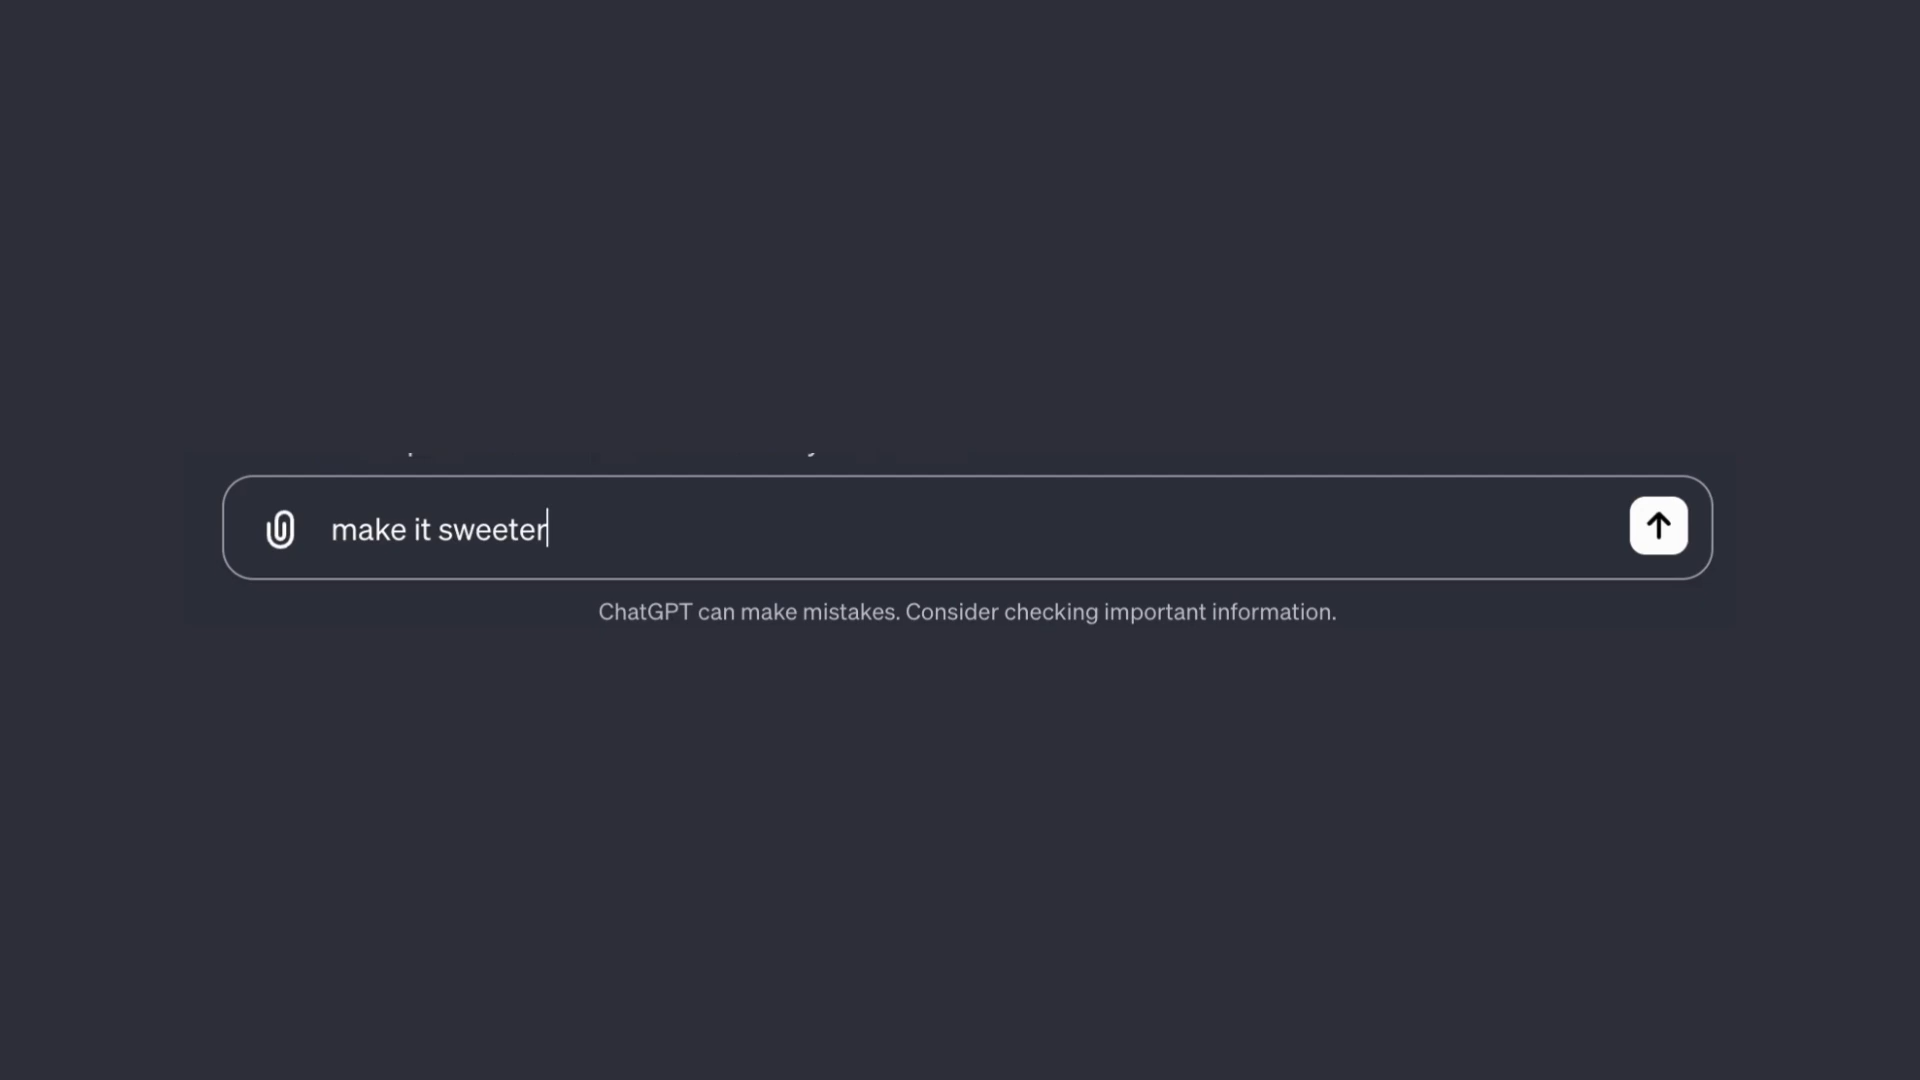 make it sweeter
ChatGPT can make mistakes. Consider checking important information.